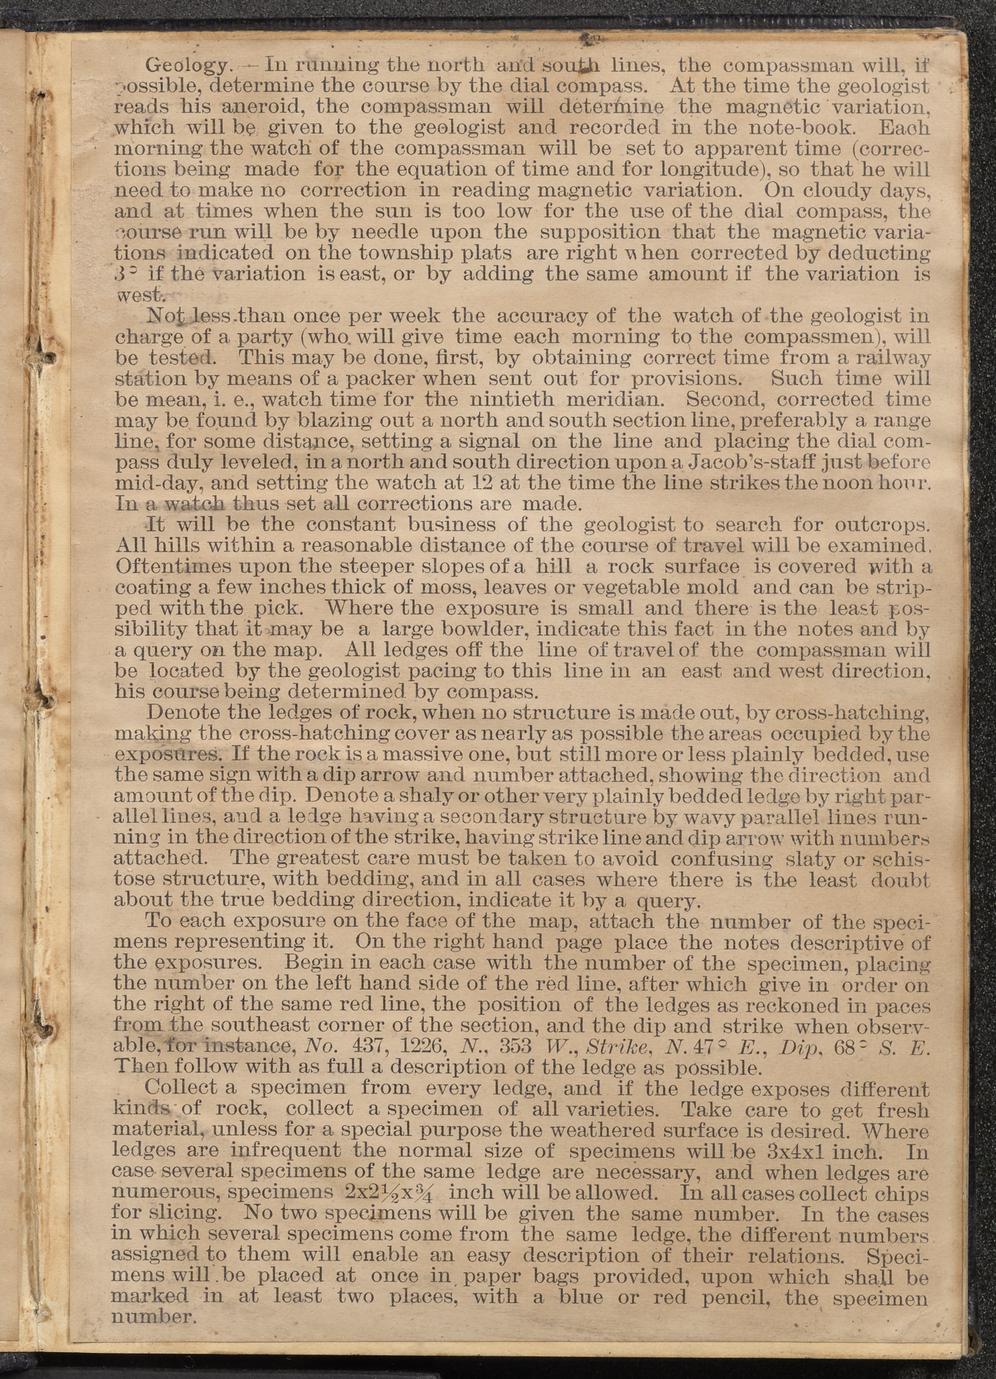 Geology. — In running the north and south lines, the compassman will, if
possible, determine the course by the dial compass. At the time the geologist
reads his aneroid, the compassman will determine the magnetic variation,
which will be given to the geologist and recorded in the note-book. Each
morning the watch of the compassman will be set to apparent time (correc-
tions being made for the equation of time and for longitude), so that he will
need to make no correction in reading magnetic variation. On cloudy days,
and at times when the sun is too low for the use of the dial compass, the
course run will be by needle upon the supposition that the magnetic varia-
tions indicated on the township plats are right when corrected by deducting
3° if the variation is east, or by adding the same amount if the variation is
west.
Not less than once per week the accuracy of the watch of the geologist in
charge of a party (who will give time each morning to the compassmen), will
be tested. This may be done, first, by obtaining correct time from a railway
station by means of a packer when sent out for provisions. Such time will
be mean, i. e., watch time for the nintieth meridian. Second, corrected time
may be found by blazing out a north and south section line, preferably a range
line, for some distance, setting a signal on the line and placing the dial com-
pass duly leveled, in a north and south direction upon a Jacob's-staff just before
mid-day, and setting the watch at 12 at the time the line strikes the noon hour.
In a watch thus set all corrections are made.
It will be the constant business of the geologist to search for outcrops.
All hills within a reasonable distance of the course of travel will be examined.
Oftentimes upon the steeper slopes of a hill a rock surface is covered with a
coating a few inches thick of moss, leaves or vegetable mold and can be strip-
ped with the pick. Where the exposure is small and there is the least pos-
sibility that it may be a large bowlder, indicate this fact in the notes and by
a query on the map. All ledges off the line of travel of the compassman will
be located by the geologist pacing to this line in an east and west direction,
his course being determined by compass.
Denote the ledges of rock, when no structure is made out, by cross-hatching,
making the cross-hatching cover as nearly as possible the areas occupied by the
exposures. If the rock is a massive one, but still more or less plainly bedded, use
the same sign with a dip arrow and number attached, showing the direction and
amount of the dip. Denote a shaly or other very plainly bedded ledge by right par-
allel lines, and a ledge having a secondary structure by wavy parallel lines run-
ning in the direction of the strike, having strike line and dip arrow with numbers
attached. The greatest care must be taken to avoid confusing slaty or schis-
tose structure, with bedding, and in all cases where there is the least doubt
about the true bedding direction, indicate it by a query.
To each exposure on the face of the map, attach the number of the speci-
mens representing it. On the right hand page place the notes descriptive of
the exposures. Begin in each case with the number of the specimen, placing
the number on the left hand side of the red line, after which give in order on
the right of the same red line, the position of the ledges as reckoned in paces
from the southeast corner of the section, and the dip and strike when observ-
able, for instance, No. 437, 1226, N., 353 W., Strike, N. 47° E., Dip, 68° S. E.
Then follow with as full a description of the ledge as possible.
Collect a specimen from every ledge, and if the ledge exposes different
kinds of rock, collect a specimen of all varieties. Take care to get fresh
material, unless for a special purpose the weathered surface is desired. Where
ledges are infrequent the normal size of specimens will be 3x4x1 inch. In
case several specimens of the same ledge are necessary, and when ledges are
numerous, specimens 2x2½x¾ inch will be allowed. In all cases collect chips
for slicing. No two specimens will be given the same number. In the cases
in which several specimens come from the same ledge, the different numbers
assigned to them will enable an easy description of their relations. Speci-
mens will be placed at once in paper bags provided, upon which shall be
marked in at least two places, with a blue or red pencil, the specimen
number.